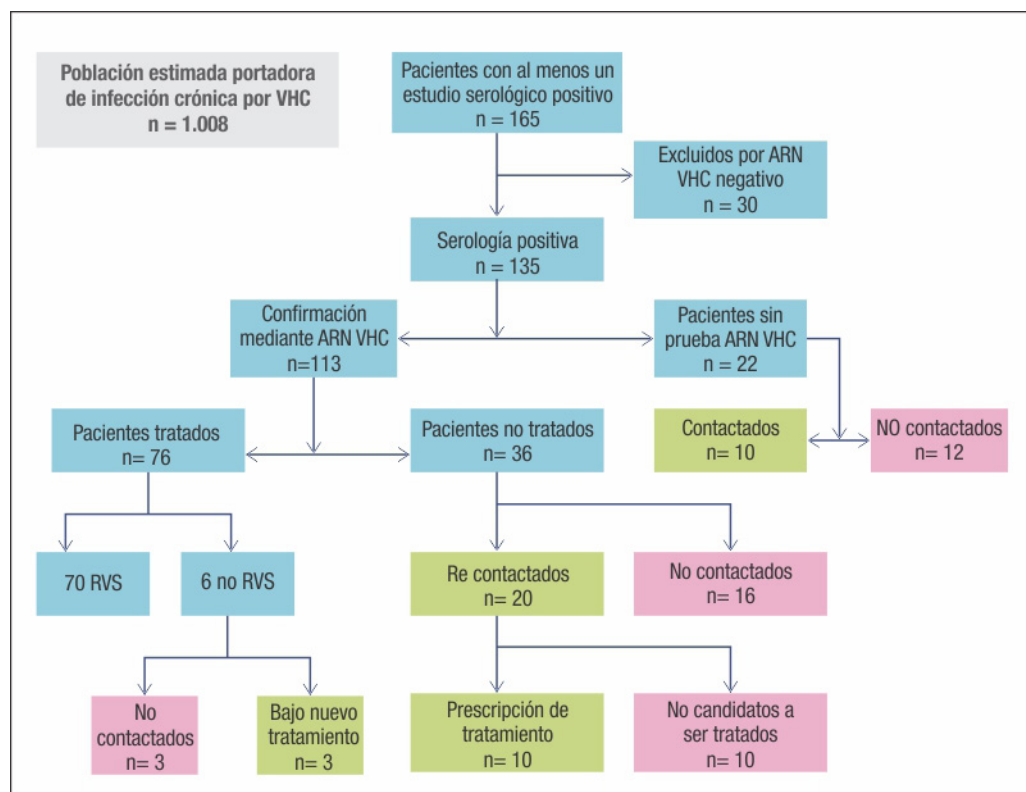 Población estimada portadora
de infección crónica por VHC
n = 1.008
Pacientes con al menos un
estudio serológico positivo
n = 165
Excluidos por ARN
VHC negativo
n = 30
Serología positiva
n = 135
Confirmación
mediante ARN VHC
n=113
Pacientes sin
prueba ARN VHC
n = 22
Pacientes tratados
n= 76
Pacientes no tratados
n= 36
Contactados
n= 10
NO contactados
n= 12
70 RVS
6 no RVS
Re contactados
n= 20
No contactados
n= 16
No
contactados
n= 3
Bajo nuevo
tratamiento
n= 3
Prescripción de
tratamiento
n= 10
No candidatos a
ser tratados
n= 10